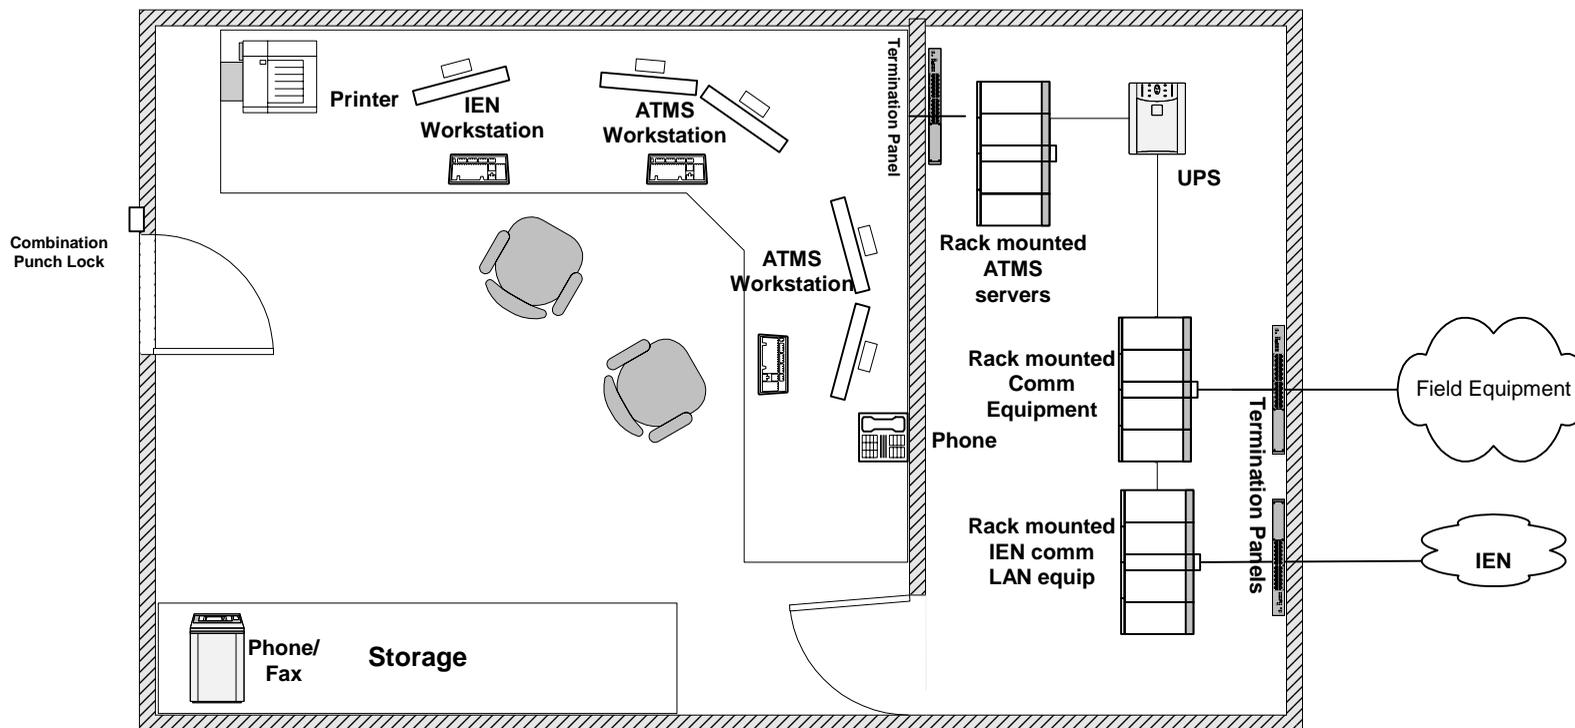 Printer
IEN
Workstation
ATMS
Workstation
Termination Panel
UPS
Combination
Punch Lock
Rack mounted
ATMS
servers
ATMS
Workstation
Rack mounted
Comm
Equipment
Field Equipment
Phone
Termination Panels
Rack mounted
IEN comm
LAN equip
IEN
Phone/
Fax
Storage